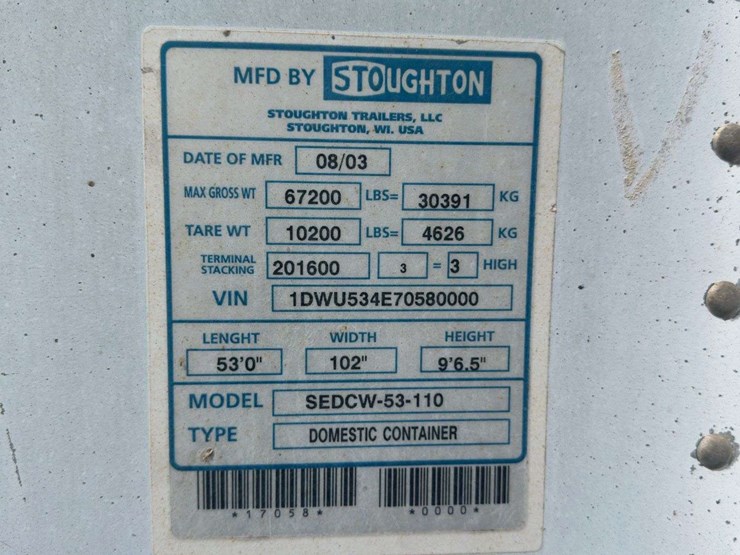 MFD BY STOUGHTON
STOUGHTON TRAILERS, LLC
STOUGHTON, WI. USA
DATE OF MFR 08/03
MAX GROSS WT 67200 LBS= 30391 KG
TARE WT 10200 LBS= 4626 KG
TERMINAL STACKING 201600 3 = 3 HIGH
VIN 1DWU534E70580000
LENGHT WIDTH HEIGHT
53'0" 102" 9'6.5"
MODEL SEDCW-53-110
TYPE DOMESTIC CONTAINER
*17058* *0000*